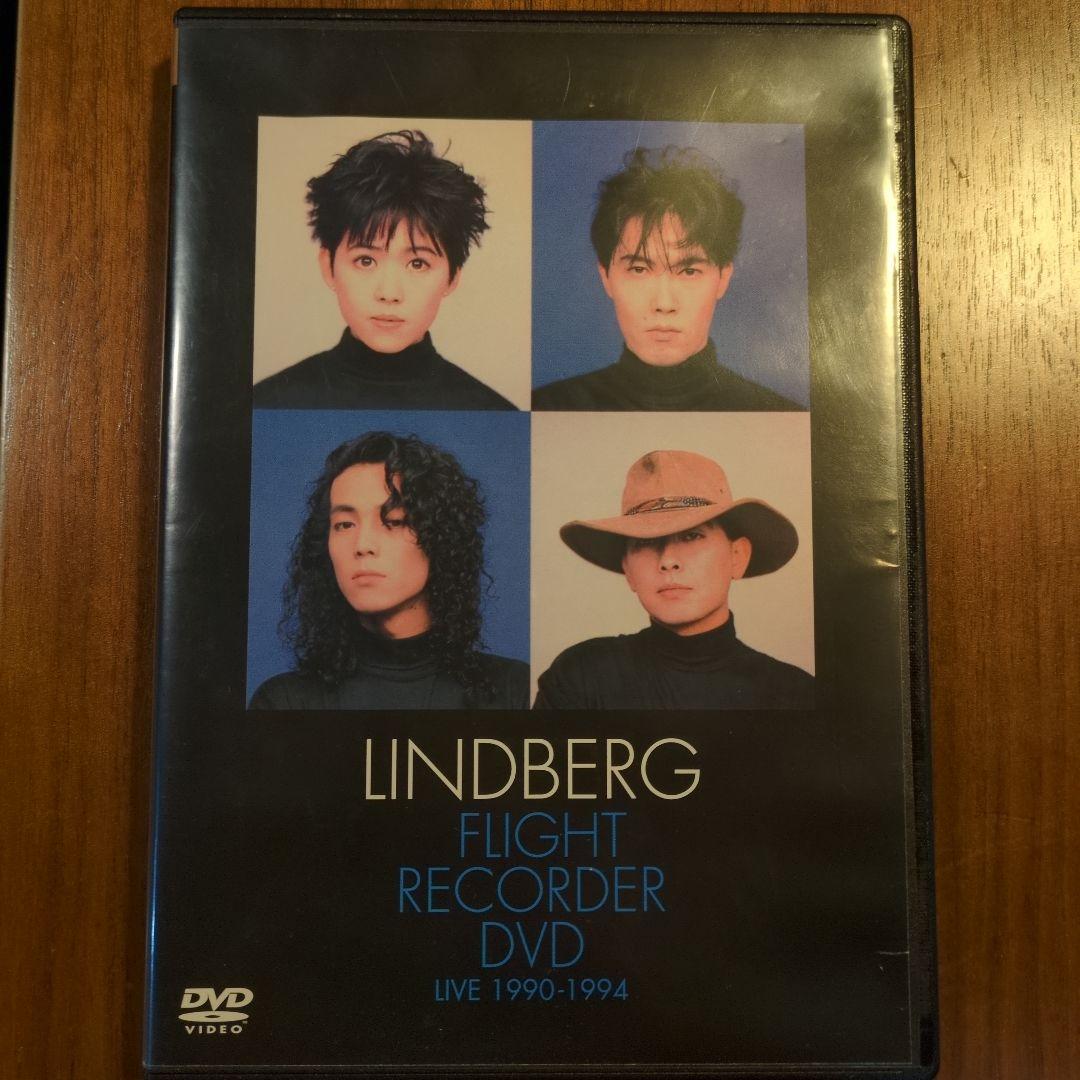 LINDBERG
FLIGHT
RECORDER
DVD
LIVE 1990-1994
DVD
VIDEO